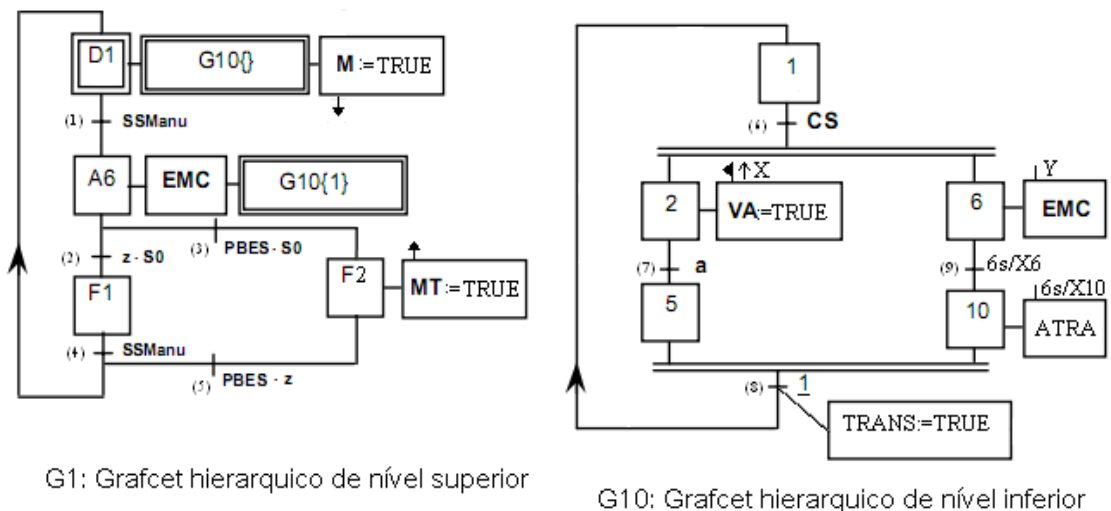 D1
G10{}
M:=TRUE
(1) SSManu
A6
EMC
G10{1}
(2) z·S0
(3) PBES·S0
F1
F2
MT:=TRUE
(4) SSManu
(5) PBES·z
G1: Grafcet hierarquico de nível superior
1
(6) CS
2
↑X
VA:=TRUE
6
Y
EMC
(7) a
(9) 6s/X6
5
10
6s/X10
ATRA
(8) 1
TRANS:=TRUE
G10: Grafcet hierarquico de nível inferior